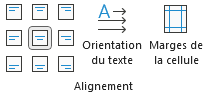 A
Orientation
du texte
Marges de
la cellule
Alignement